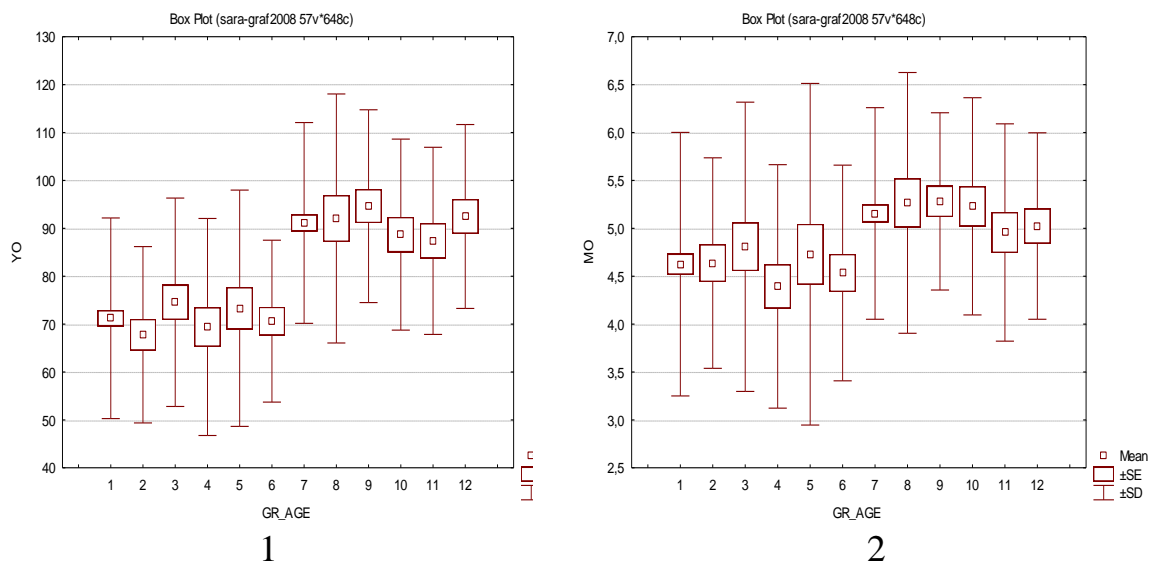 Box Plot (sara-graf2008 57v*648c)
130
120
110
100
90
80
70
60
50
40
YO
1 2 3 4 5 6 7 8 9 10 11 12
GR_AGE
1
Box Plot (sara-graf2008 57v*648c)
7,0
6,5
6,0
5,5
5,0
4,5
4,0
3,5
3,0
2,5
MO
1 2 3 4 5 6 7 8 9 10 11 12
GR_AGE
Mean
±SE
±SD
2